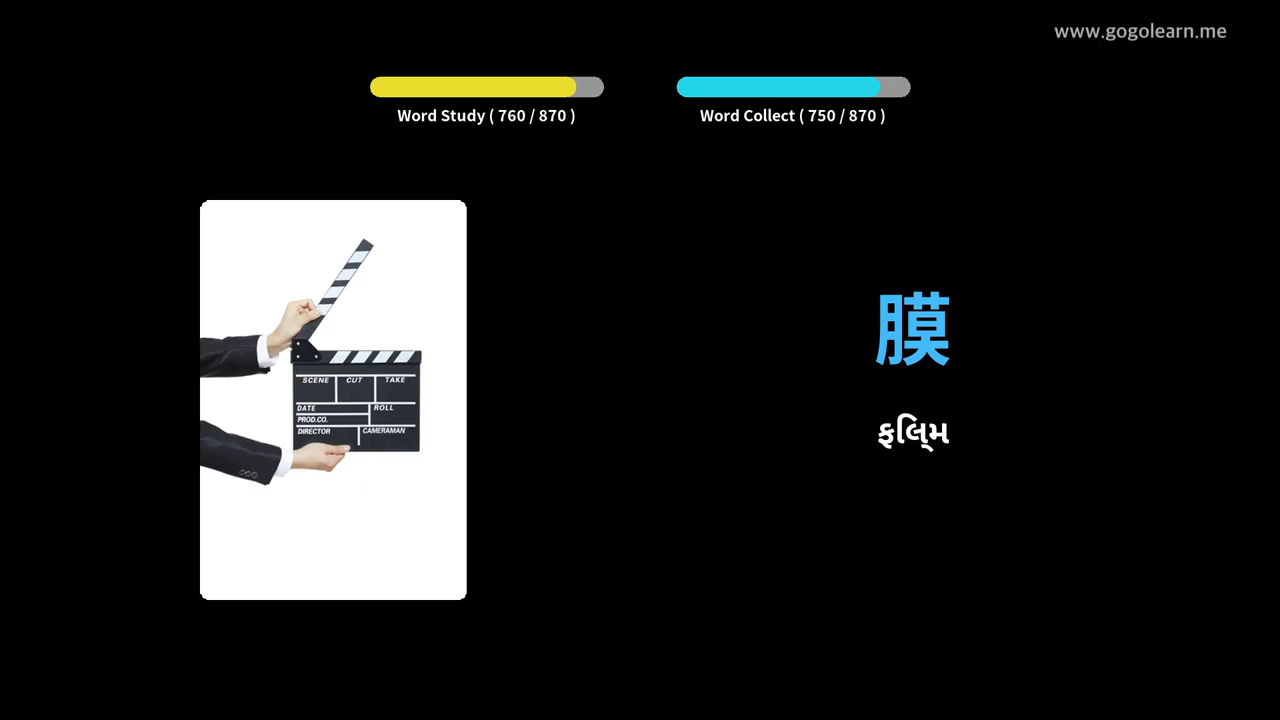 www.gogolearn.me
Word Study ( 760 / 870 )
Word Collect ( 750 / 870 )
SCENE CUT TAKE
DATE ROLL
PROD.CO.
DIRECTOR CAMERAMAN
膜
ફિલ્મ